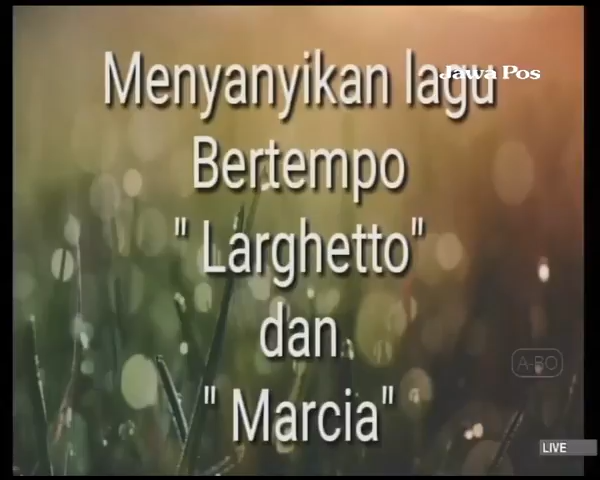 Menyanyikan lagu
Jawa Pos
Bertempo
" Larghetto"
dan
" Marcia"
A-BO
LIVE